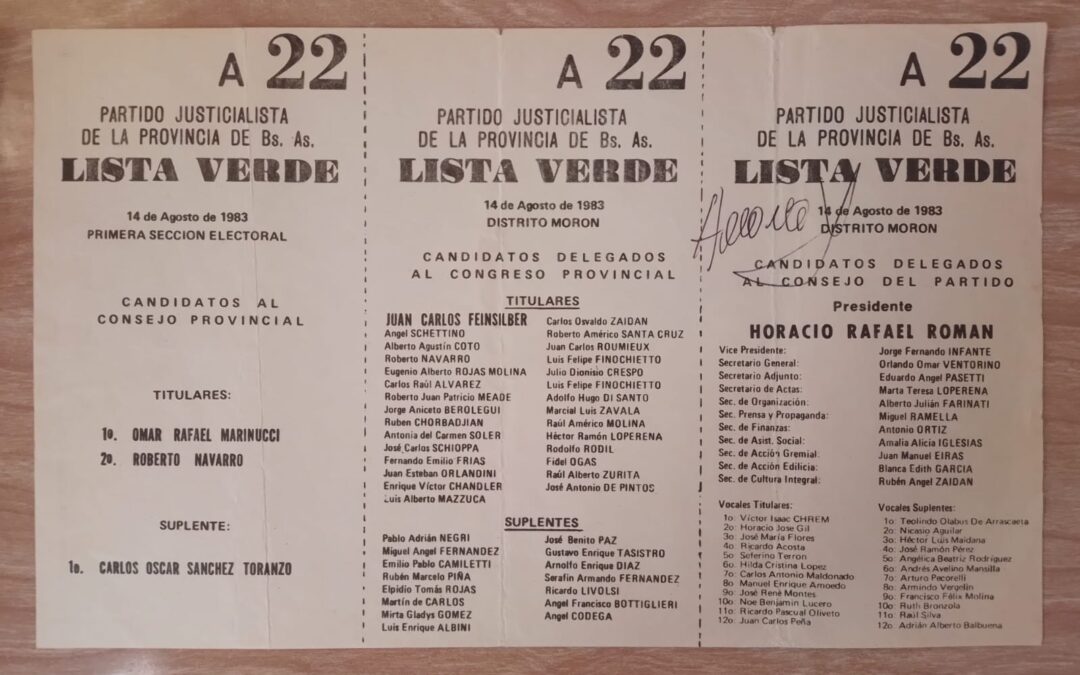 A 22
PARTIDO JUSTICIALISTA
DE LA PROVINCIA DE Bs. As.
LISTA VERDE
14 de Agosto de 1983
PRIMERA SECCION ELECTORAL
CANDIDATOS AL
CONSEJO PROVINCIAL
TITULARES:
1o. OMAR RAFAEL MARINUCCI
2o. ROBERTO NAVARRO
SUPLENTE:
1o. CARLOS OSCAR SANCHEZ TORANZO
A 22
PARTIDO JUSTICIALISTA
DE LA PROVINCIA DE Bs. As.
LISTA VERDE
14 de Agosto de 1983
DISTRITO MORON
CANDIDATOS DELEGADOS
AL CONGRESO PROVINCIAL
TITULARES
JUAN CARLOS FEINSILBER
Angel SCHETTINO
Alberto Agustín COTO
Roberto NAVARRO
Eugenio Alberto ROJAS MOLINA
Carlos Raúl ALVAREZ
Roberto Juan Patricio MEADE
Jorge Aniceto BEROLEGUI
Ruben CHORBADJIAN
Antonia del Carmen SOLER
José Carlos SCHIOPPA
Fernando Emilio FRIAS
Juan Esteban ORLANDINI
Enrique Víctor CHANDLER
Luis Alberto MAZZUCA
Carlos Osvaldo ZAIDAN
Roberto Américo SANTA CRUZ
Juan Carlos ROUMIEUX
Luis Felipe FINOCHIETTO
Julio Dionisio CRESPO
Luis Felipe FINOCHIETTO
Adolfo Hugo DI SANTO
Marcial Luis ZAVALA
Raúl Américo MOLINA
Héctor Ramón LOPERENA
Rodolfo RODIL
Fidel OGAS
Raúl Alberto ZURITA
José Antonio DE PINTOS
SUPLENTES
Pablo Adrián NEGRI
Miguel Angel FERNANDEZ
Emilio Pablo CAMILETTI
Rubén Marcelo PIÑA
Elpidio Tomás ROJAS
Martín de CARLOS
Mirta Gladys GOMEZ
Luis Enrique ALBINI
José Benito PAZ
Gustavo Enrique TASISTRO
Arnolfo Enrique DIAZ
Serafín Armando FERNANDEZ
Ricardo LIVOLSI
Angel Francisco BOTTIGLIERI
Angel CODEGA
A 22
PARTIDO JUSTICIALISTA
DE LA PROVINCIA DE Bs. As.
LISTA VERDE
14 de Agosto de 1983
DISTRITO MORON
CANDIDATOS DELEGADOS
AL CONSEJO DEL PARTIDO
Presidente
HORACIO RAFAEL ROMAN
Vice Presidente: Jorge Fernando INFANTE
Secretario General: Orlando Omar VENTORINO
Secretario Adjunto: Eduardo Angel PASETTI
Secretario de Actas: Marta Teresa LOPERENA
Sec. de Organización: Alberto Julián FARINATI
Sec. Prensa y Propaganda: Miguel RAMELLA
Sec. de Finanzas: Antonio ORTIZ
Sec. de Asist. Social: Amalia Alicia IGLESIAS
Sec. de Acción Gremial: Juan Manuel EIRAS
Sec. de Acción Edilicia: Blanca Edith GARCIA
Sec. de Cultura Integral: Rubén Angel ZAIDAN
Vocales Titulares:
1o: Víctor Isaac CHREM
2o: Horacio Jose Gil
3o: José María Flores
4o: Ricardo Acosta
5o: Seferino Terron
6o: Hilda Cristina Lopez
7o: Carlos Antonio Maldonado
8o: Manuel Enrique Amoedo
9o: José René Montes
10o: Noe Benjamin Lucero
11o: Ricardo Pascual Oliveto
12o: Juan Carlos Peña
Vocales Suplentes:
1o: Teolindo Olabus De Arrascaeta
2o: Nicasio Aguilar
3o: Héctor Luis Maidana
4o: José Ramón Pérez
5o: Angélica Beatriz Rodríguez
6o: Andrés Avelino Mansilla
7o: Arturo Pecorelli
8o: Armindo Vergelin
9o: Francisco Félix Molina
10o: Ruth Bronzola
11o: Raúl Silva
12o: Adrián Alberto Balbuena